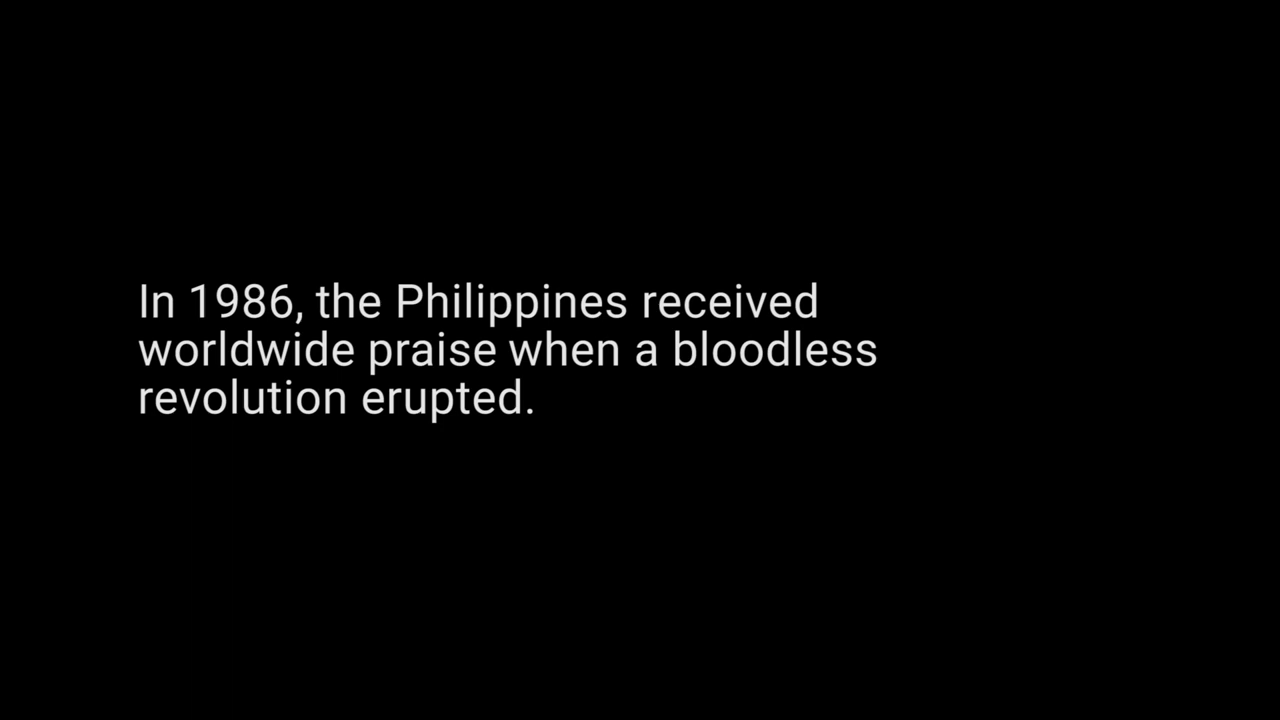 In 1986, the Philippines received
worldwide praise when a bloodless
revolution erupted.